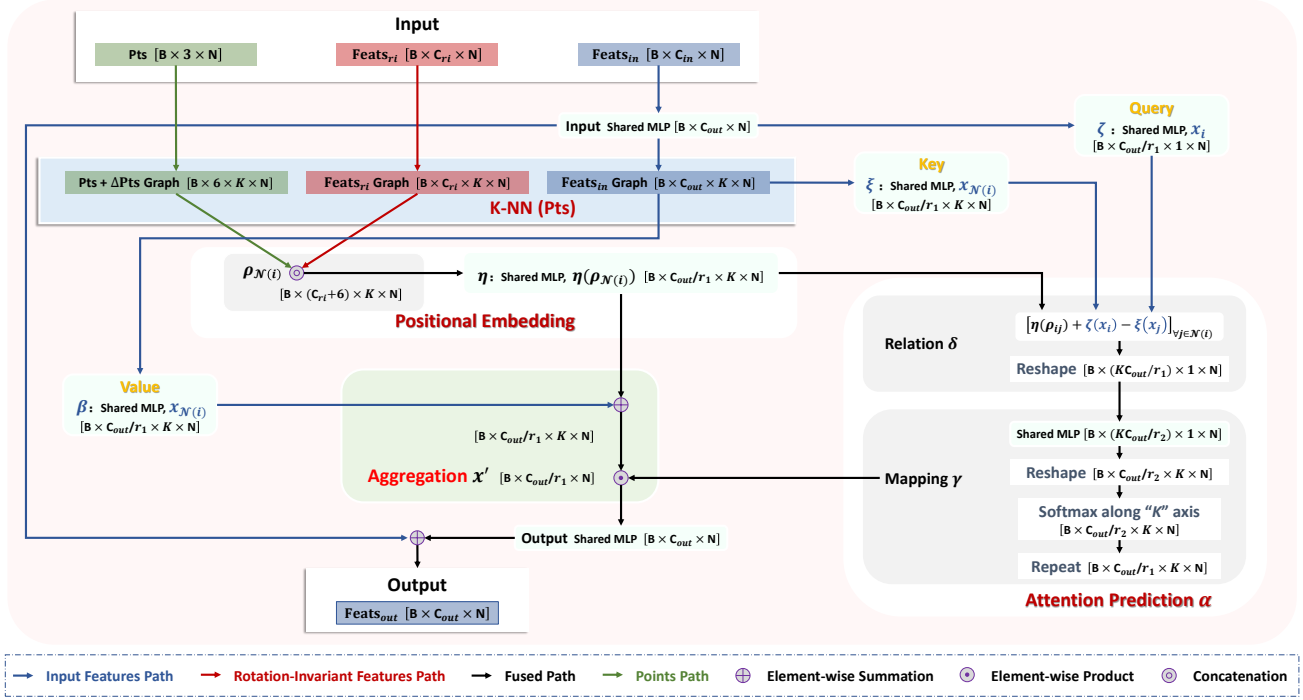 Input
Pts [B × 3 × N]
Feats_ri [B × C_ri × N]
Feats_in [B × C_in × N]
Input Shared MLP [B × C_out × N]
Query
ζ : Shared MLP, x_i
[B × C_out/r_1 × 1 × N]
Pts + ΔPts Graph [B × 6 × K × N]
Feats_ri Graph [B × C_ri × K × N]
Feats_in Graph [B × C_out × K × N]
K-NN (Pts)
Key
ξ : Shared MLP, x_𝒩(i)
[B × C_out/r_1 × K × N]
ρ_𝒩(i)
[B × (C_ri+6) × K × N]
η : Shared MLP, η(ρ_𝒩(i)) [B × C_out/r_1 × K × N]
Positional Embedding
Relation δ
[η(ρ_ij) + ζ(x_i) − ξ(x_j)]_∀j∈𝒩(i)
Reshape [B × (KC_out/r_1) × 1 × N]
Value
β : Shared MLP, x_𝒩(i)
[B × C_out/r_1 × K × N]
[B × C_out/r_1 × K × N]
Aggregation x′ [B × C_out/r_1 × N]
Mapping γ
Shared MLP [B × (KC_out/r_2) × 1 × N]
Reshape [B × C_out/r_2 × K × N]
Softmax along “K” axis
[B × C_out/r_2 × K × N]
Repeat [B × C_out/r_1 × K × N]
Attention Prediction α
Output Shared MLP [B × C_out × N]
Output
Feats_out [B × C_out × N]
Input Features Path
Rotation-Invariant Features Path
Fused Path
Points Path
Element-wise Summation
Element-wise Product
Concatenation